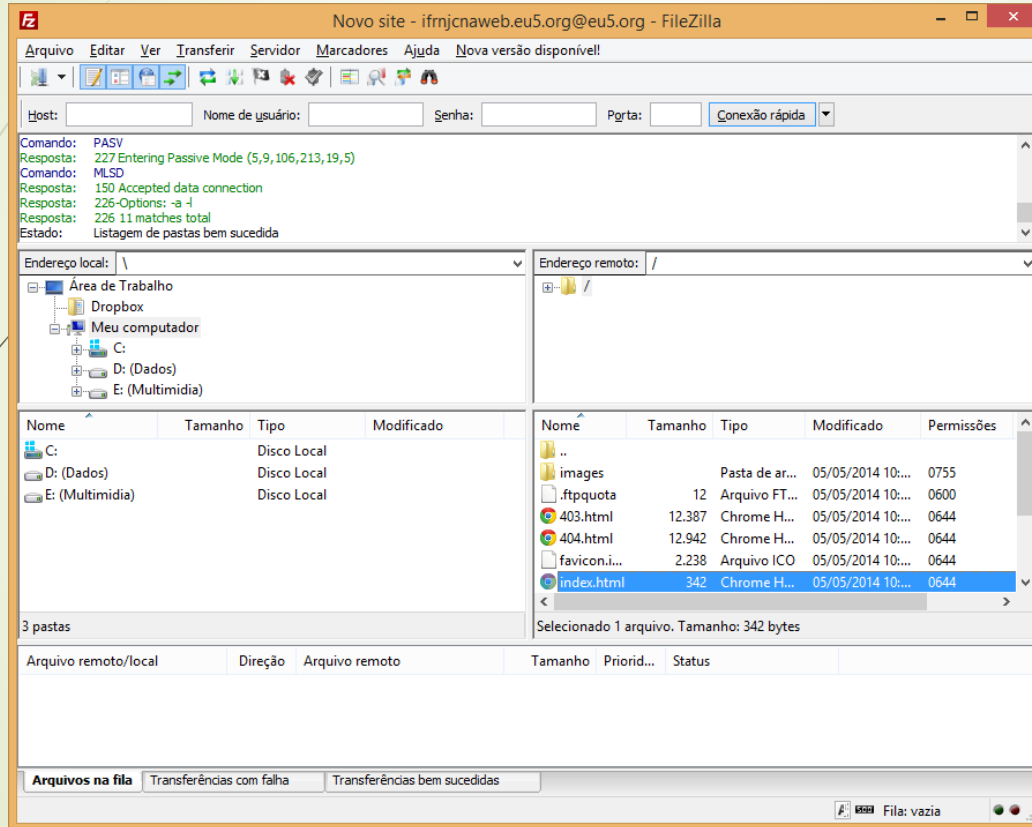 Novo site - ifrnjcnaweb.eu5.org@eu5.org - FileZilla
Arquivo Editar Ver Transferir Servidor Marcadores Ajuda Nova versão disponível!
Host: Nome de usuário: Senha: Porta: Conexão rápida
Comando: PASV
Resposta: 227 Entering Passive Mode (5,9,106,213,19,5)
Comando: MLSD
Resposta: 150 Accepted data connection
Resposta: 226-Options: -a -l
Resposta: 226 11 matches total
Estado: Listagem de pastas bem sucedida
Endereço local: \
Área de Trabalho
Dropbox
Meu computador
C:
D: (Dados)
E: (Multimidia)
Endereço remoto: /
/
Nome Tamanho Tipo Modificado
C: Disco Local
D: (Dados) Disco Local
E: (Multimidia) Disco Local
3 pastas
Nome Tamanho Tipo Modificado Permissões
..
images Pasta de ar... 05/05/2014 10:... 0755
.ftpquota 12 Arquivo FT... 05/05/2014 10:... 0600
403.html 12.387 Chrome H... 05/05/2014 10:... 0644
404.html 12.942 Chrome H... 05/05/2014 10:... 0644
favicon.i... 2.238 Arquivo ICO 05/05/2014 10:... 0644
index.html 342 Chrome H... 05/05/2014 10:... 0644
Selecionado 1 arquivo. Tamanho: 342 bytes
Arquivo remoto/local Direção Arquivo remoto Tamanho Priorid... Status
Arquivos na fila Transferências com falha Transferências bem sucedidas
Fila: vazia